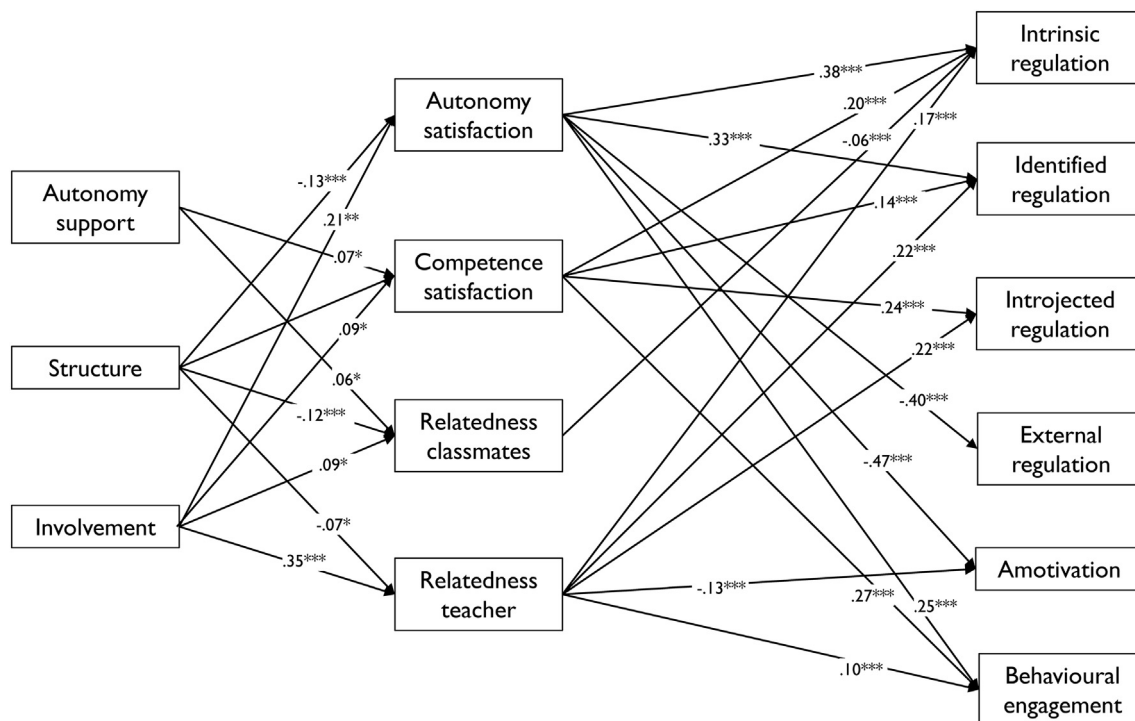 Intrinsic
regulation
.38***
Autonomy
satisfaction
.20***
.17***
-.06***
.33***
Identified
regulation
Autonomy
support
-.13***
.21**
.14***
.07*
Competence
satisfaction
.22***
.24***
Introjected
regulation
.09*
.22***
Structure
.06*
-.12***
-.40***
Relatedness
classmates
External
regulation
.09*
-.47***
Involvement
-.07*
.35***
Relatedness
teacher
-.13***
Amotivation
.27***
.25***
.10***
Behavioural
engagement